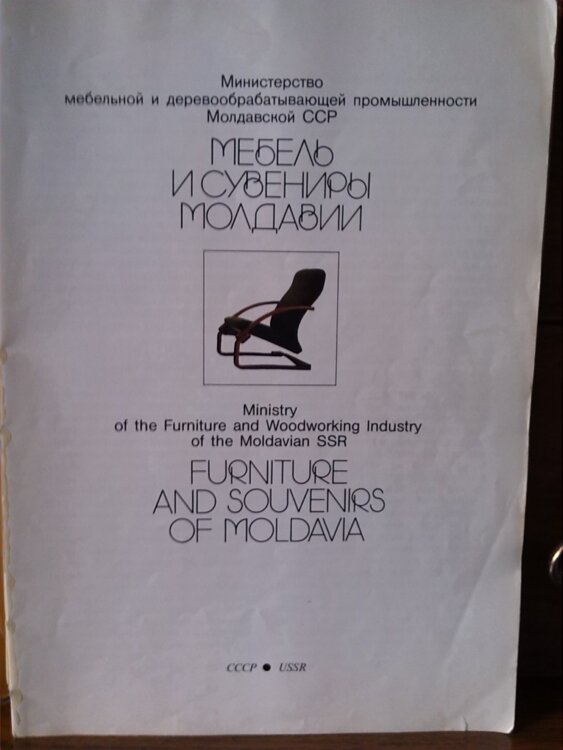 Министерство
мебельной и деревообрабатывающей промышленности
Молдавской ССР
МЕБЕЛЬ
И СУВЕНИРЫ
МОЛДАВИИ
Ministry
of the Furniture and Woodworking Industry
of the Moldavian SSR
FURNITURE
AND SOUVENIRS
OF MOLDAVIA
СССР ● USSR